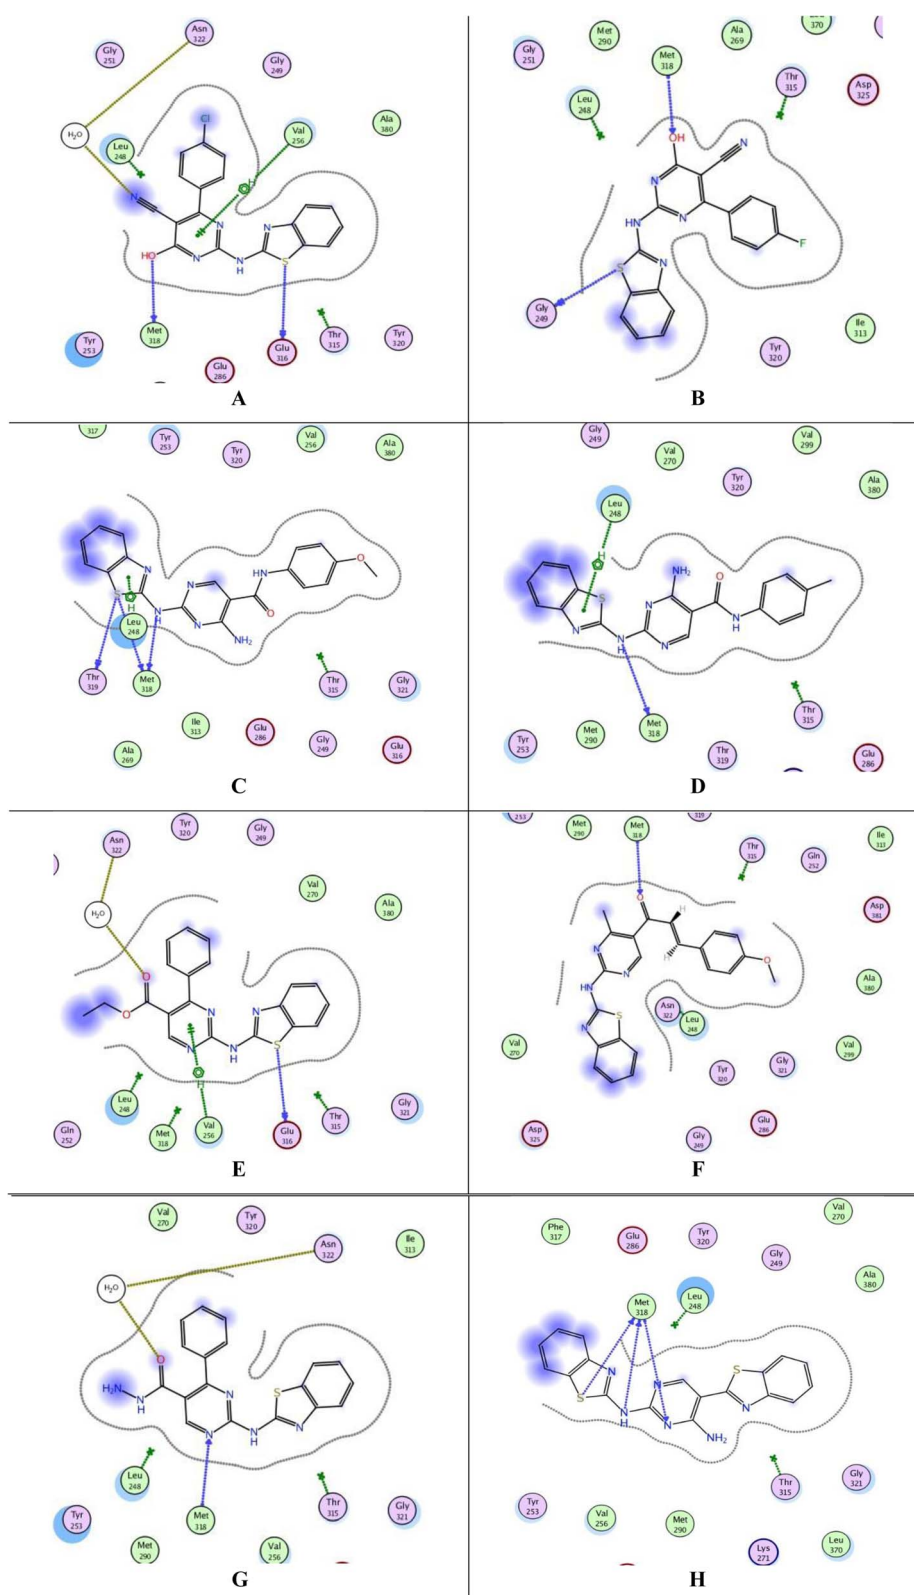 Asn
322
Gly
251
Gly
249
H₂O
Leu
248
Cl
Val
256
Ala
380
H
N
N
N
HO
N
N
H
S
Met
318
Tyr
253
Glu
286
Glu
316
Thr
315
Tyr
320
A
370
Met
290
Ala
269
Gly
251
Met
318
Thr
315
Asp
325
Leu
248
OH
N
N
N
HN
F
S
N
Gly
249
Ile
313
Tyr
320
B
317
Tyr
253
Tyr
320
Val
256
Ala
380
N
S
H
N
H
N
N
HN
O
O
NH₂
Leu
248
Thr
319
Met
318
Thr
315
Gly
321
Ile
313
Glu
286
Gly
249
Glu
316
Ala
269
C
Gly
249
Val
270
Val
299
Tyr
320
Ala
380
Leu
248
H
S
N
N
H
N
N
NH₂
O
N
H
Thr
315
Tyr
253
Met
290
Met
318
Thr
319
Glu
286
D
Asn
322
Tyr
320
Gly
249
H₂O
Val
270
Ala
380
O
O
N
N
N
H
N
S
H
Leu
248
Gln
252
Met
318
Val
256
Glu
316
Thr
315
Gly
321
E
253
Met
290
Met
318
319
Thr
315
Gln
252
Ile
313
Asp
381
O
H
H
N
N
HN
O
N
S
Asn
322
Leu
248
Ala
380
Val
270
Val
299
Tyr
320
Gly
321
Asp
325
Gly
249
Glu
286
F
Val
270
Tyr
320
Asn
322
Ile
313
H₂O
O
H₂N
N
H
N
N
N
H
S
N
Leu
248
Tyr
253
Met
318
Thr
315
Gly
321
Met
290
Val
256
G
Phe
317
Glu
286
Tyr
320
Val
270
Gly
249
Met
318
Leu
248
Ala
380
N
S
N
H
N
N
S
N
NH₂
Tyr
253
Val
256
Met
290
Thr
315
Gly
321
Lys
271
Leu
370
H